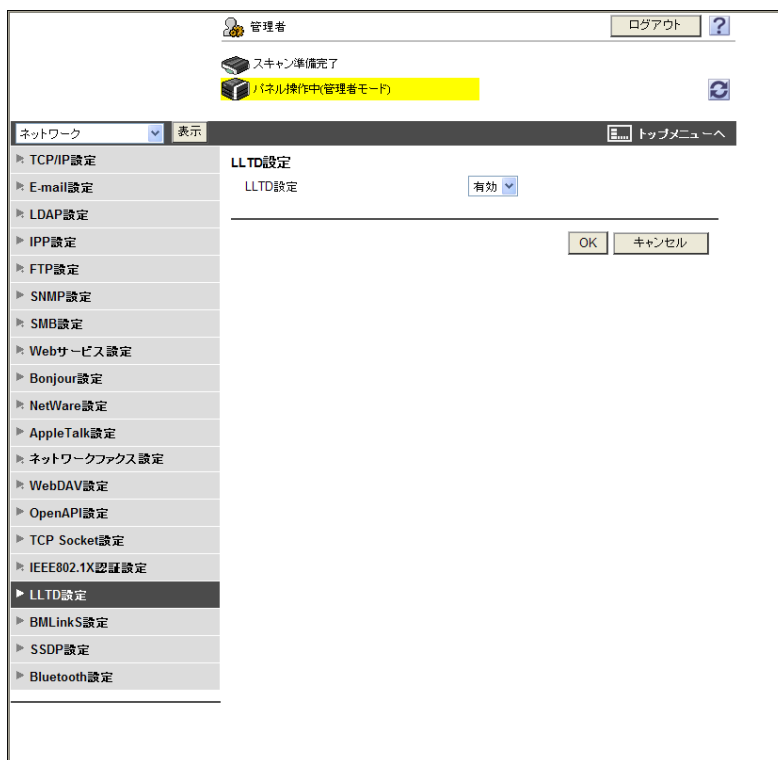 管理者
ログアウト
?
スキャン準備完了
パネル操作中(管理者モード)
ネットワーク
表示
トップメニューへ
TCP/IP設定
E-mail設定
LDAP設定
IPP設定
FTP設定
SNMP設定
SMB設定
Webサービス設定
Bonjour設定
NetWare設定
AppleTalk設定
ネットワークファクス設定
WebDAV設定
OpenAPI設定
TCP Socket設定
IEEE802.1X認証設定
LLTD設定
BMLinkS設定
SSDP設定
Bluetooth設定
LLTD設定
LLTD設定 有効
OK キャンセル